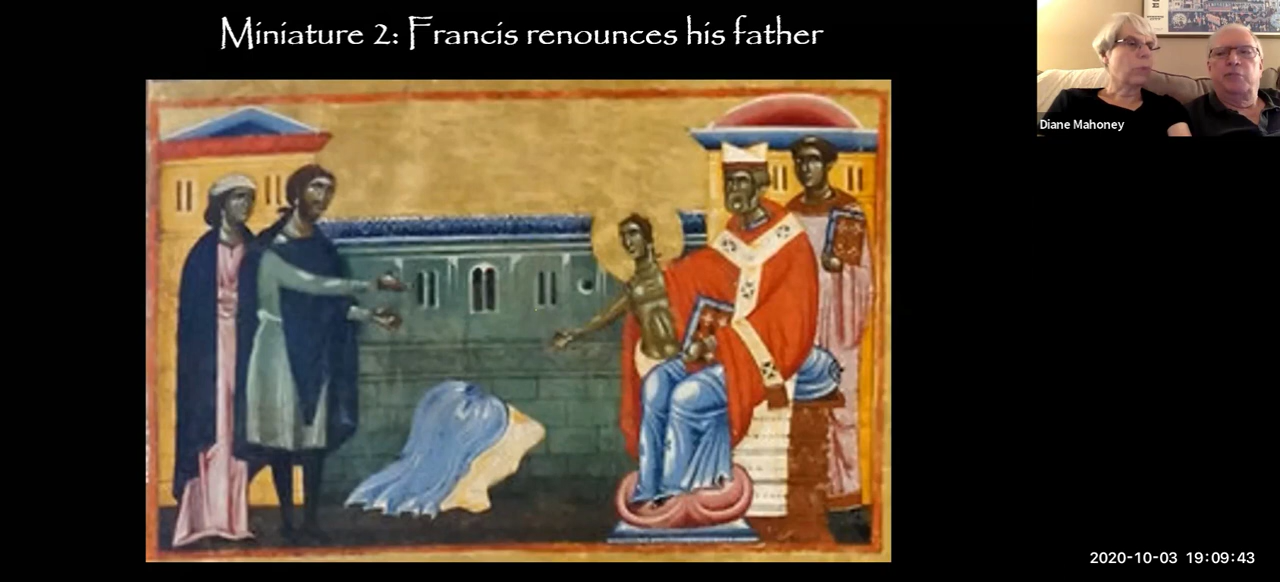 Miniature 2: Francis renounces his father
Diane Mahoney
2020-10-03 19:09:43